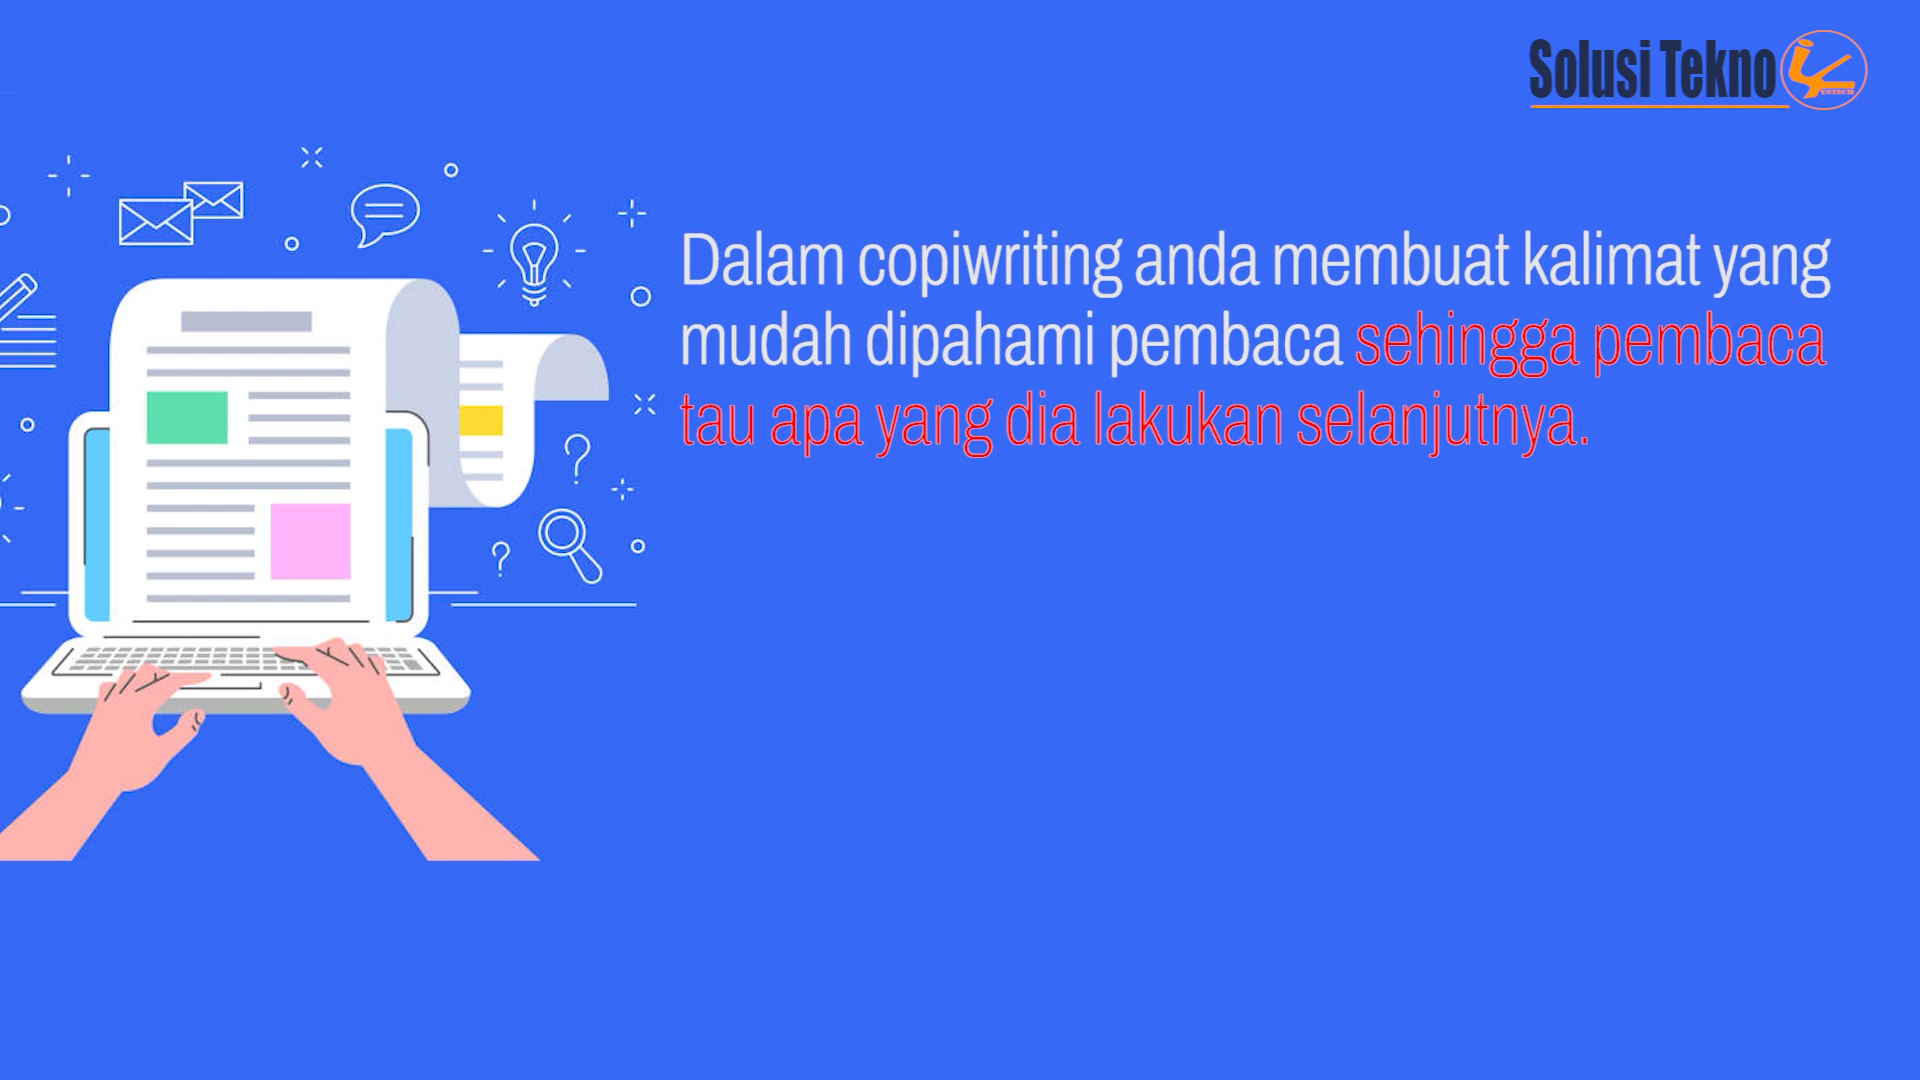 Solusi Tekno
YNTECH
Dalam copiwriting anda membuat kalimat yang
mudah dipahami pembaca sehingga pembaca
tau apa yang dia lakukan selanjutnya.